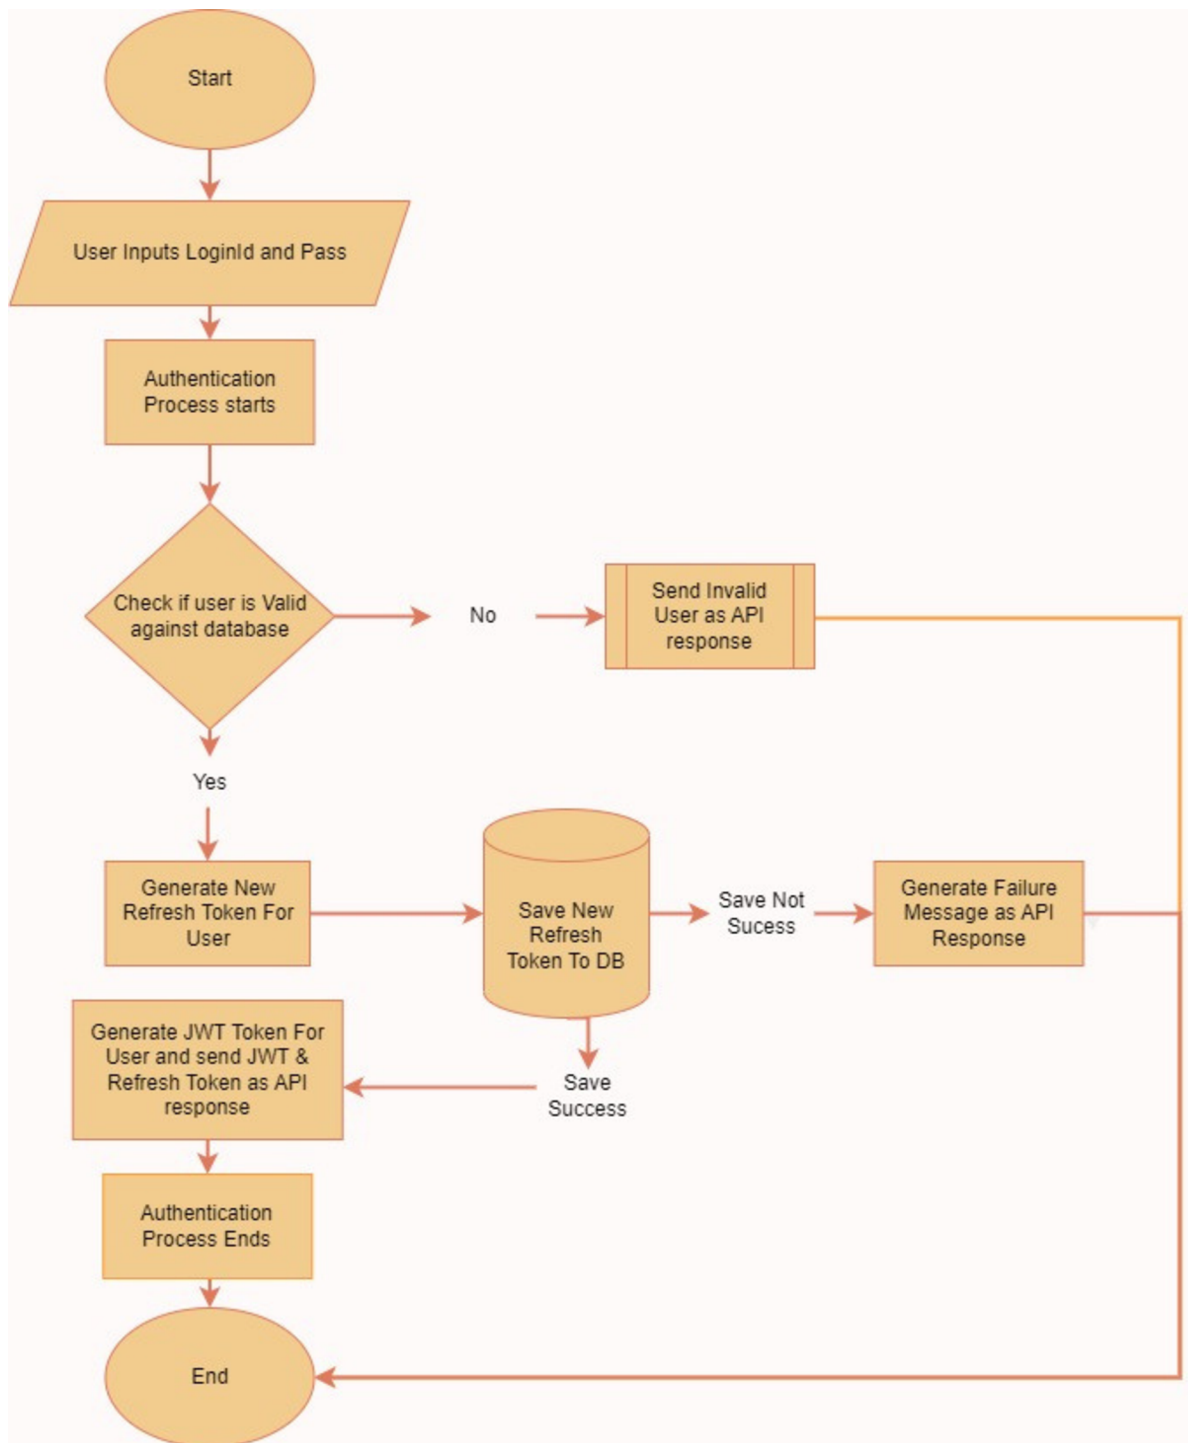 Start
User Inputs LoginId and Pass
Authentication
Process starts
Check if user is Valid
against database
No
Send Invalid
User as API
response
Yes
Generate New
Refresh Token For
User
Save New
Refresh
Token To DB
Save Not
Sucess
Generate Failure
Message as API
Response
Save
Success
Generate JWT Token For
User and send JWT &
Refresh Token as API
response
Authentication
Process Ends
End